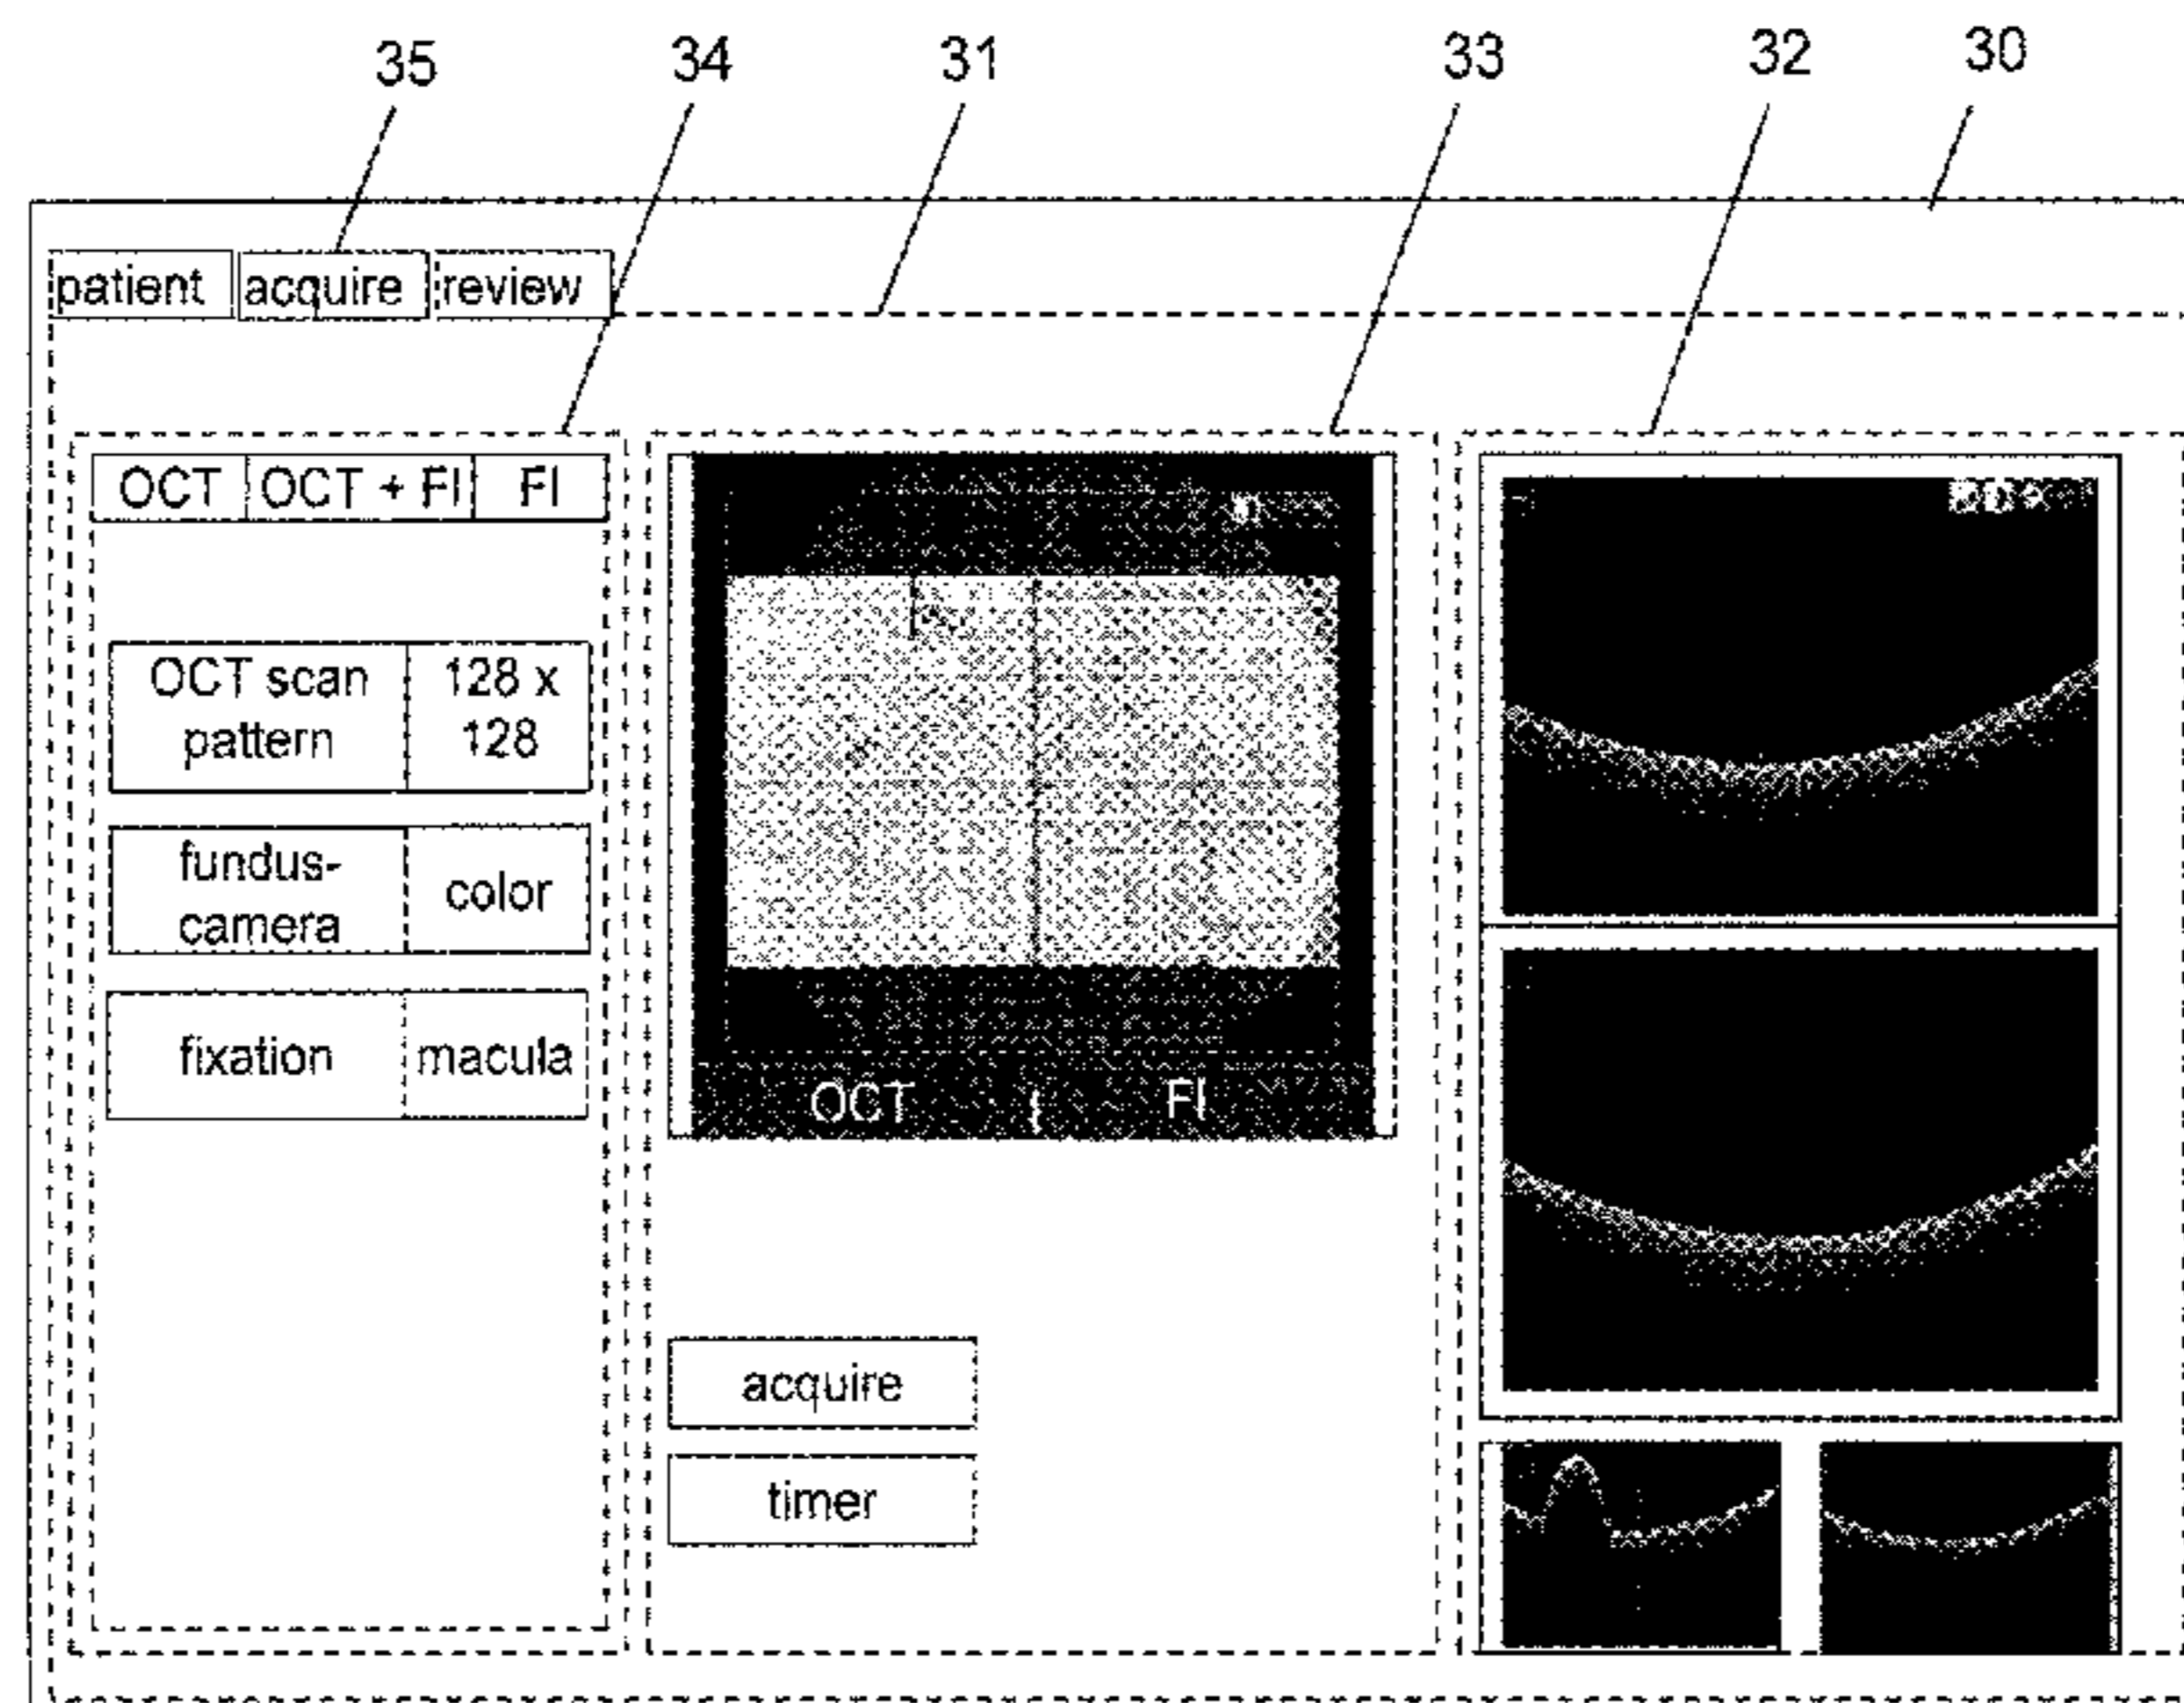 35 34 31 33 32 30
patient acquire review
OCT OCT + FI FI
OCT scan
pattern
128 x
128
fundus-
camera
color
fixation macula
OCT FI
acquire
timer